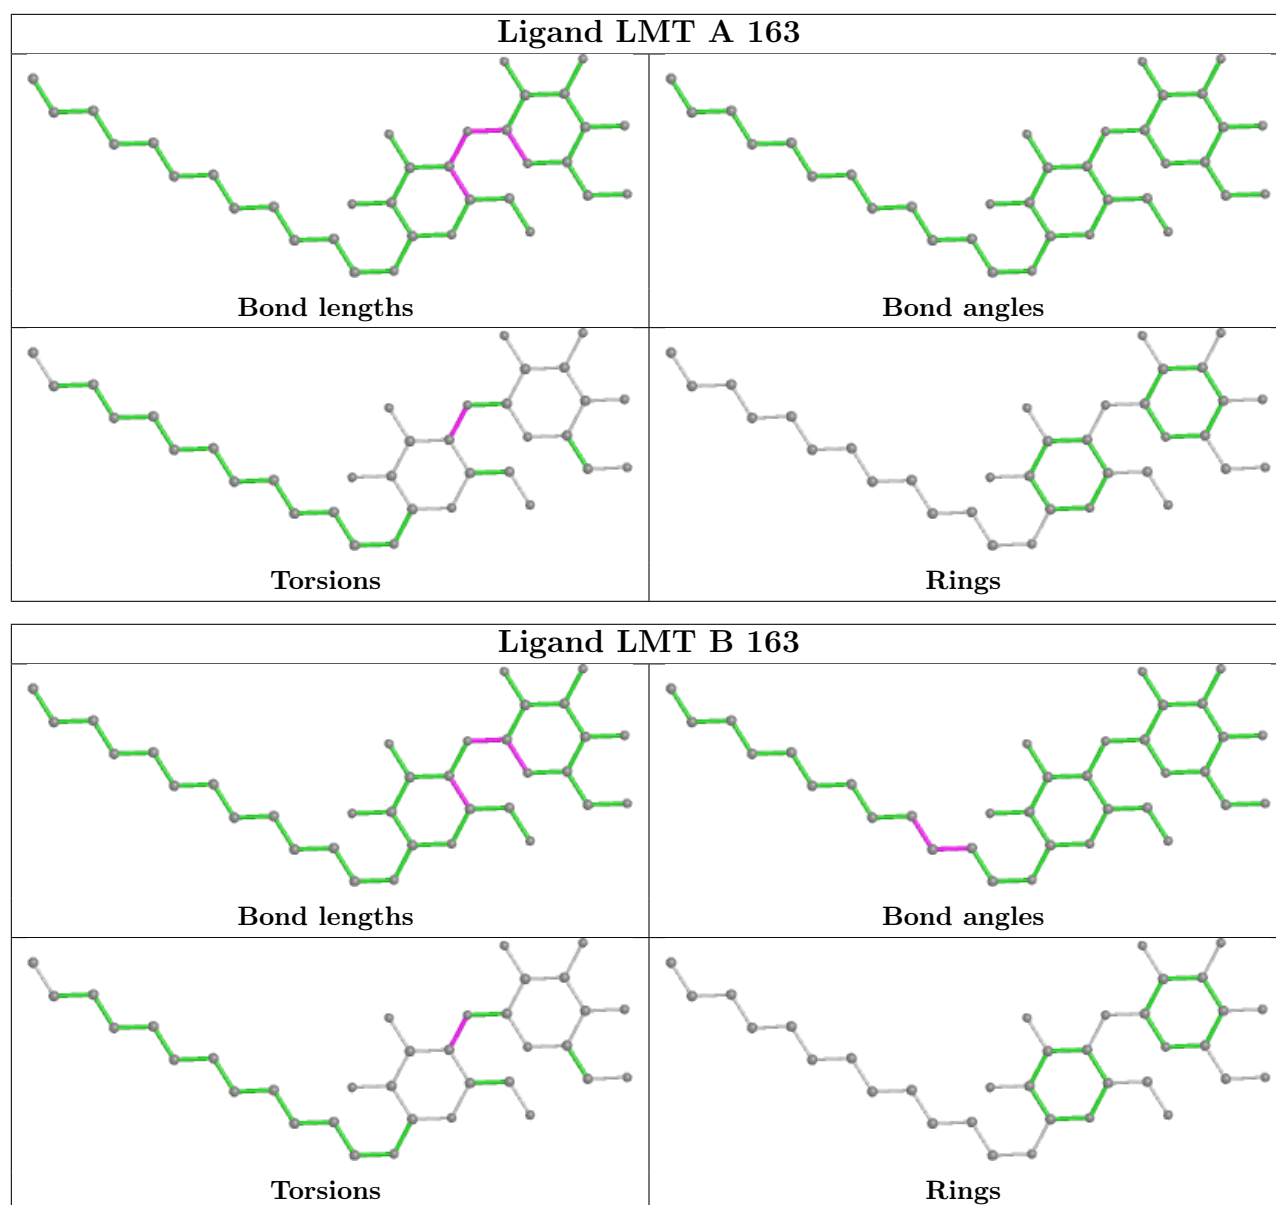 Ligand LMT A 163
Bond lengths
Bond angles
Torsions
Rings
Ligand LMT B 163
Bond lengths
Bond angles
Torsions
Rings